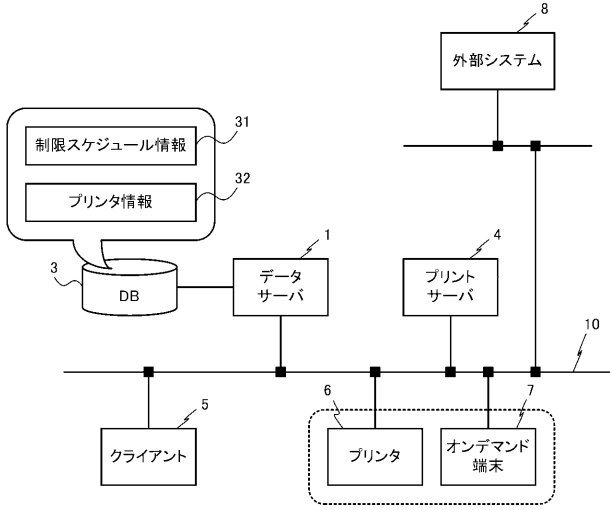 8
外部システム
31
制限スケジュール情報
32
プリンタ情報
3
DB
1
データ
サーバ
4
プリント
サーバ
10
5
クライアント
6
プリンタ
7
オンデマンド
端末